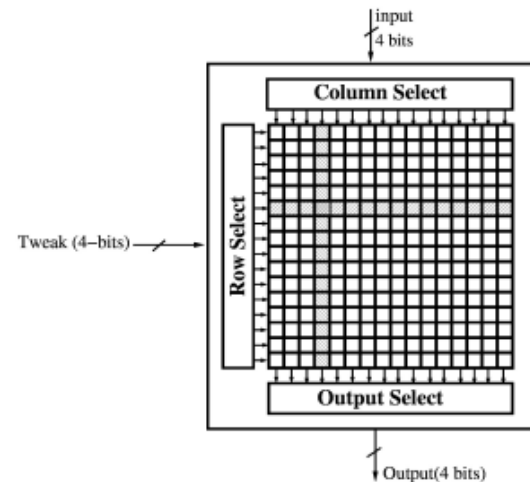 input
4 bits
Column Select
Row Select
Tweak (4-bits)
Output Select
Output(4 bits)